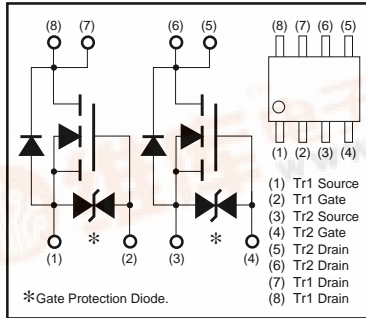 (8) (7) (6) (5)
(8) (7) (6) (5)
(1) (2) (3) (4)
(1) Tr1 Source
(2) Tr1 Gate
(3) Tr2 Source
(4) Tr2 Gate
(5) Tr2 Drain
(6) Tr2 Drain
(7) Tr1 Drain
(8) Tr1 Drain
* *
(1) (2) (3) (4)
*Gate Protection Diode.